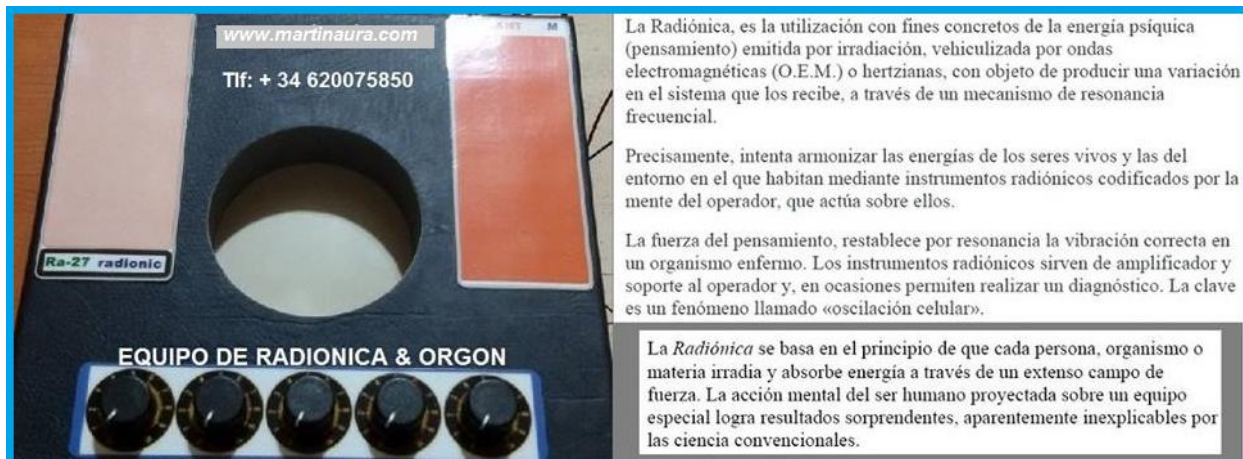 www.martinaura.com
Tlf: + 34 620075850
M
Ra-27 radionic
EQUIPO DE RADIONICA & ORGON
La Radiónica, es la utilización con fines concretos de la energía psíquica
(pensamiento) emitida por irradiación, vehiculizada por ondas
electromagnéticas (O.E.M.) o hertzianas, con objeto de producir una variación
en el sistema que los recibe, a través de un mecanismo de resonancia
frecuencial.
Precisamente, intenta armonizar las energías de los seres vivos y las del
entorno en el que habitan mediante instrumentos radiónicos codificados por la
mente del operador, que actúa sobre ellos.
La fuerza del pensamiento, restablece por resonancia la vibración correcta en
un organismo enfermo. Los instrumentos radiónicos sirven de amplificador y
soporte al operador y, en ocasiones permiten realizar un diagnóstico. La clave
es un fenómeno llamado «oscilación celular».
La Radiónica se basa en el principio de que cada persona, organismo o
materia irradia y absorbe energía a través de un extenso campo de
fuerza. La acción mental del ser humano proyectada sobre un equipo
especial logra resultados sorprendentes, aparentemente inexplicables por
las ciencia convencionales.